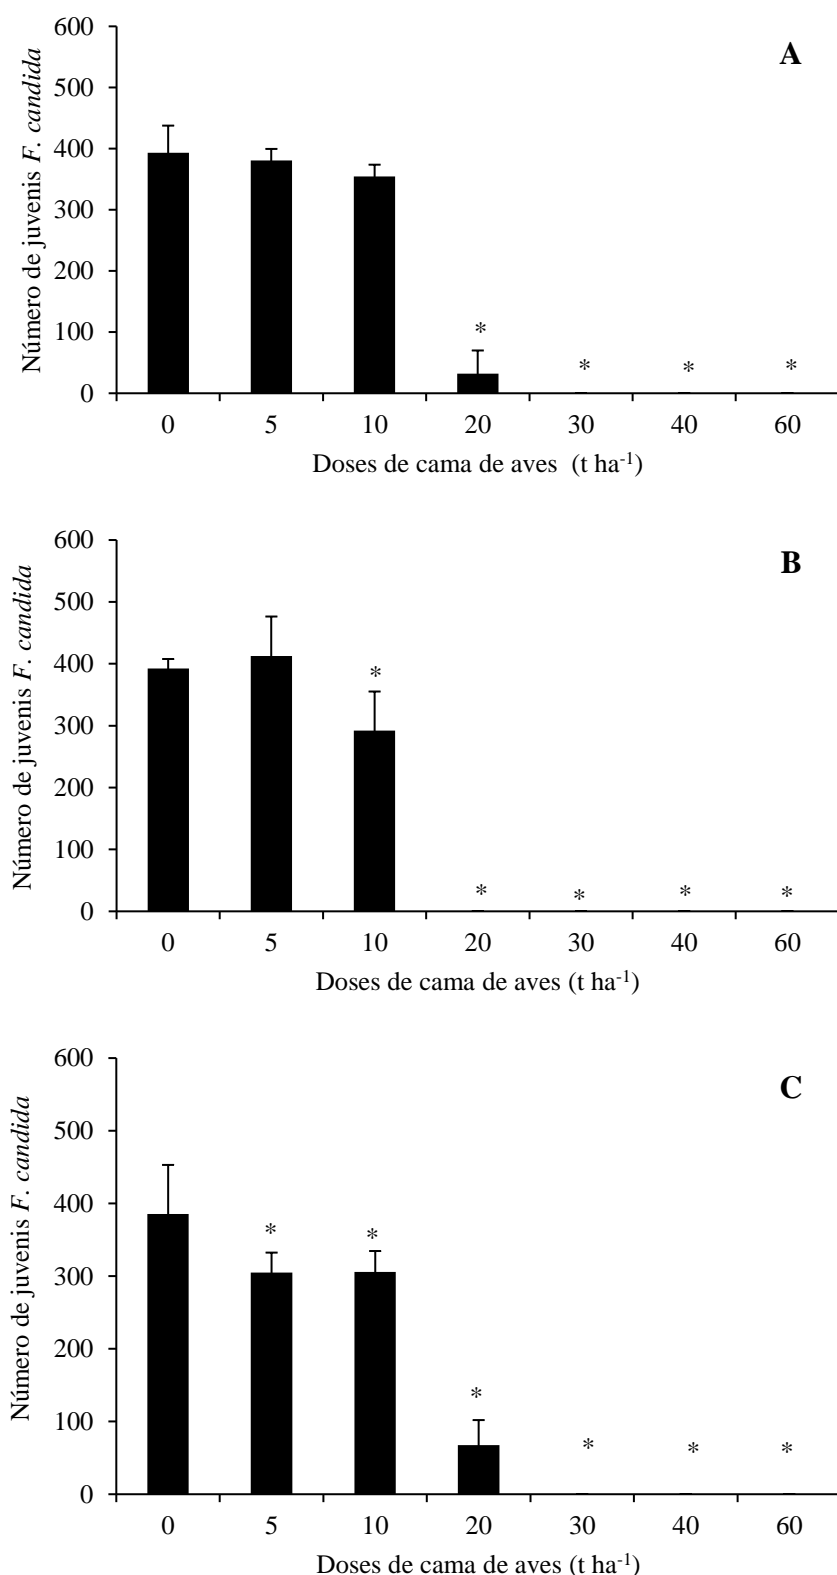 A
600
500
400
300
200
100
0
Número de juvenis F. candida
* * * *
0 5 10 20 30 40 60
Doses de cama de aves (t ha⁻¹)
B
600
500
400
300
200
100
0
Número de juvenis F. candida
* * * * *
0 5 10 20 30 40 60
Doses de cama de aves (t ha⁻¹)
C
600
500
400
300
200
100
0
Número de juvenis F. candida
* * * * * *
0 5 10 20 30 40 60
Doses de cama de aves (t ha⁻¹)